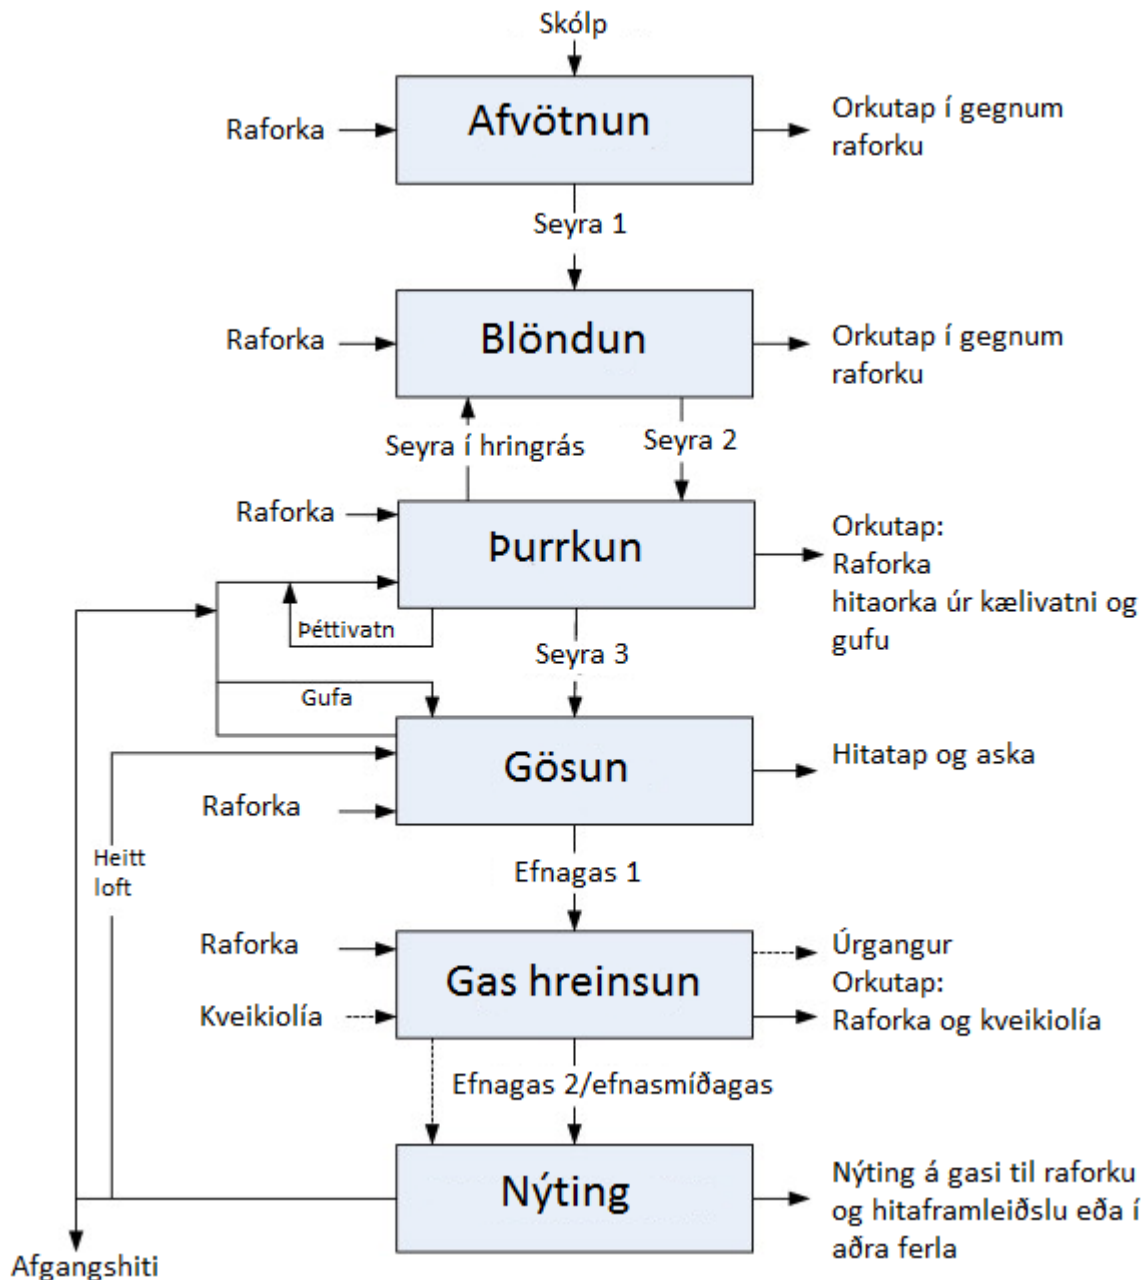 Skólp
Afvötnun
Raforka
Orkutap í gegnum
raforku
Seyra 1
Blöndun
Raforka
Orkutap í gegnum
raforku
Seyra í hringrás
Seyra 2
Raforka
Þurrkun
Orkutap:
Raforka
hitaorka úr kælivatni og
gufu
Þéttivatn
Seyra 3
Gufa
Gösun
Hitatap og aska
Raforka
Heitt
loft
Efnagas 1
Raforka
Gas hreinsun
Kveikiolía
Úrgangur
Orkutap:
Raforka og kveikiolía
Efnagas 2/efnasmíðagas
Nýting
Nýting á gasi til raforku
og hitaframleiðslu eða í
aðra ferla
Afgangshiti